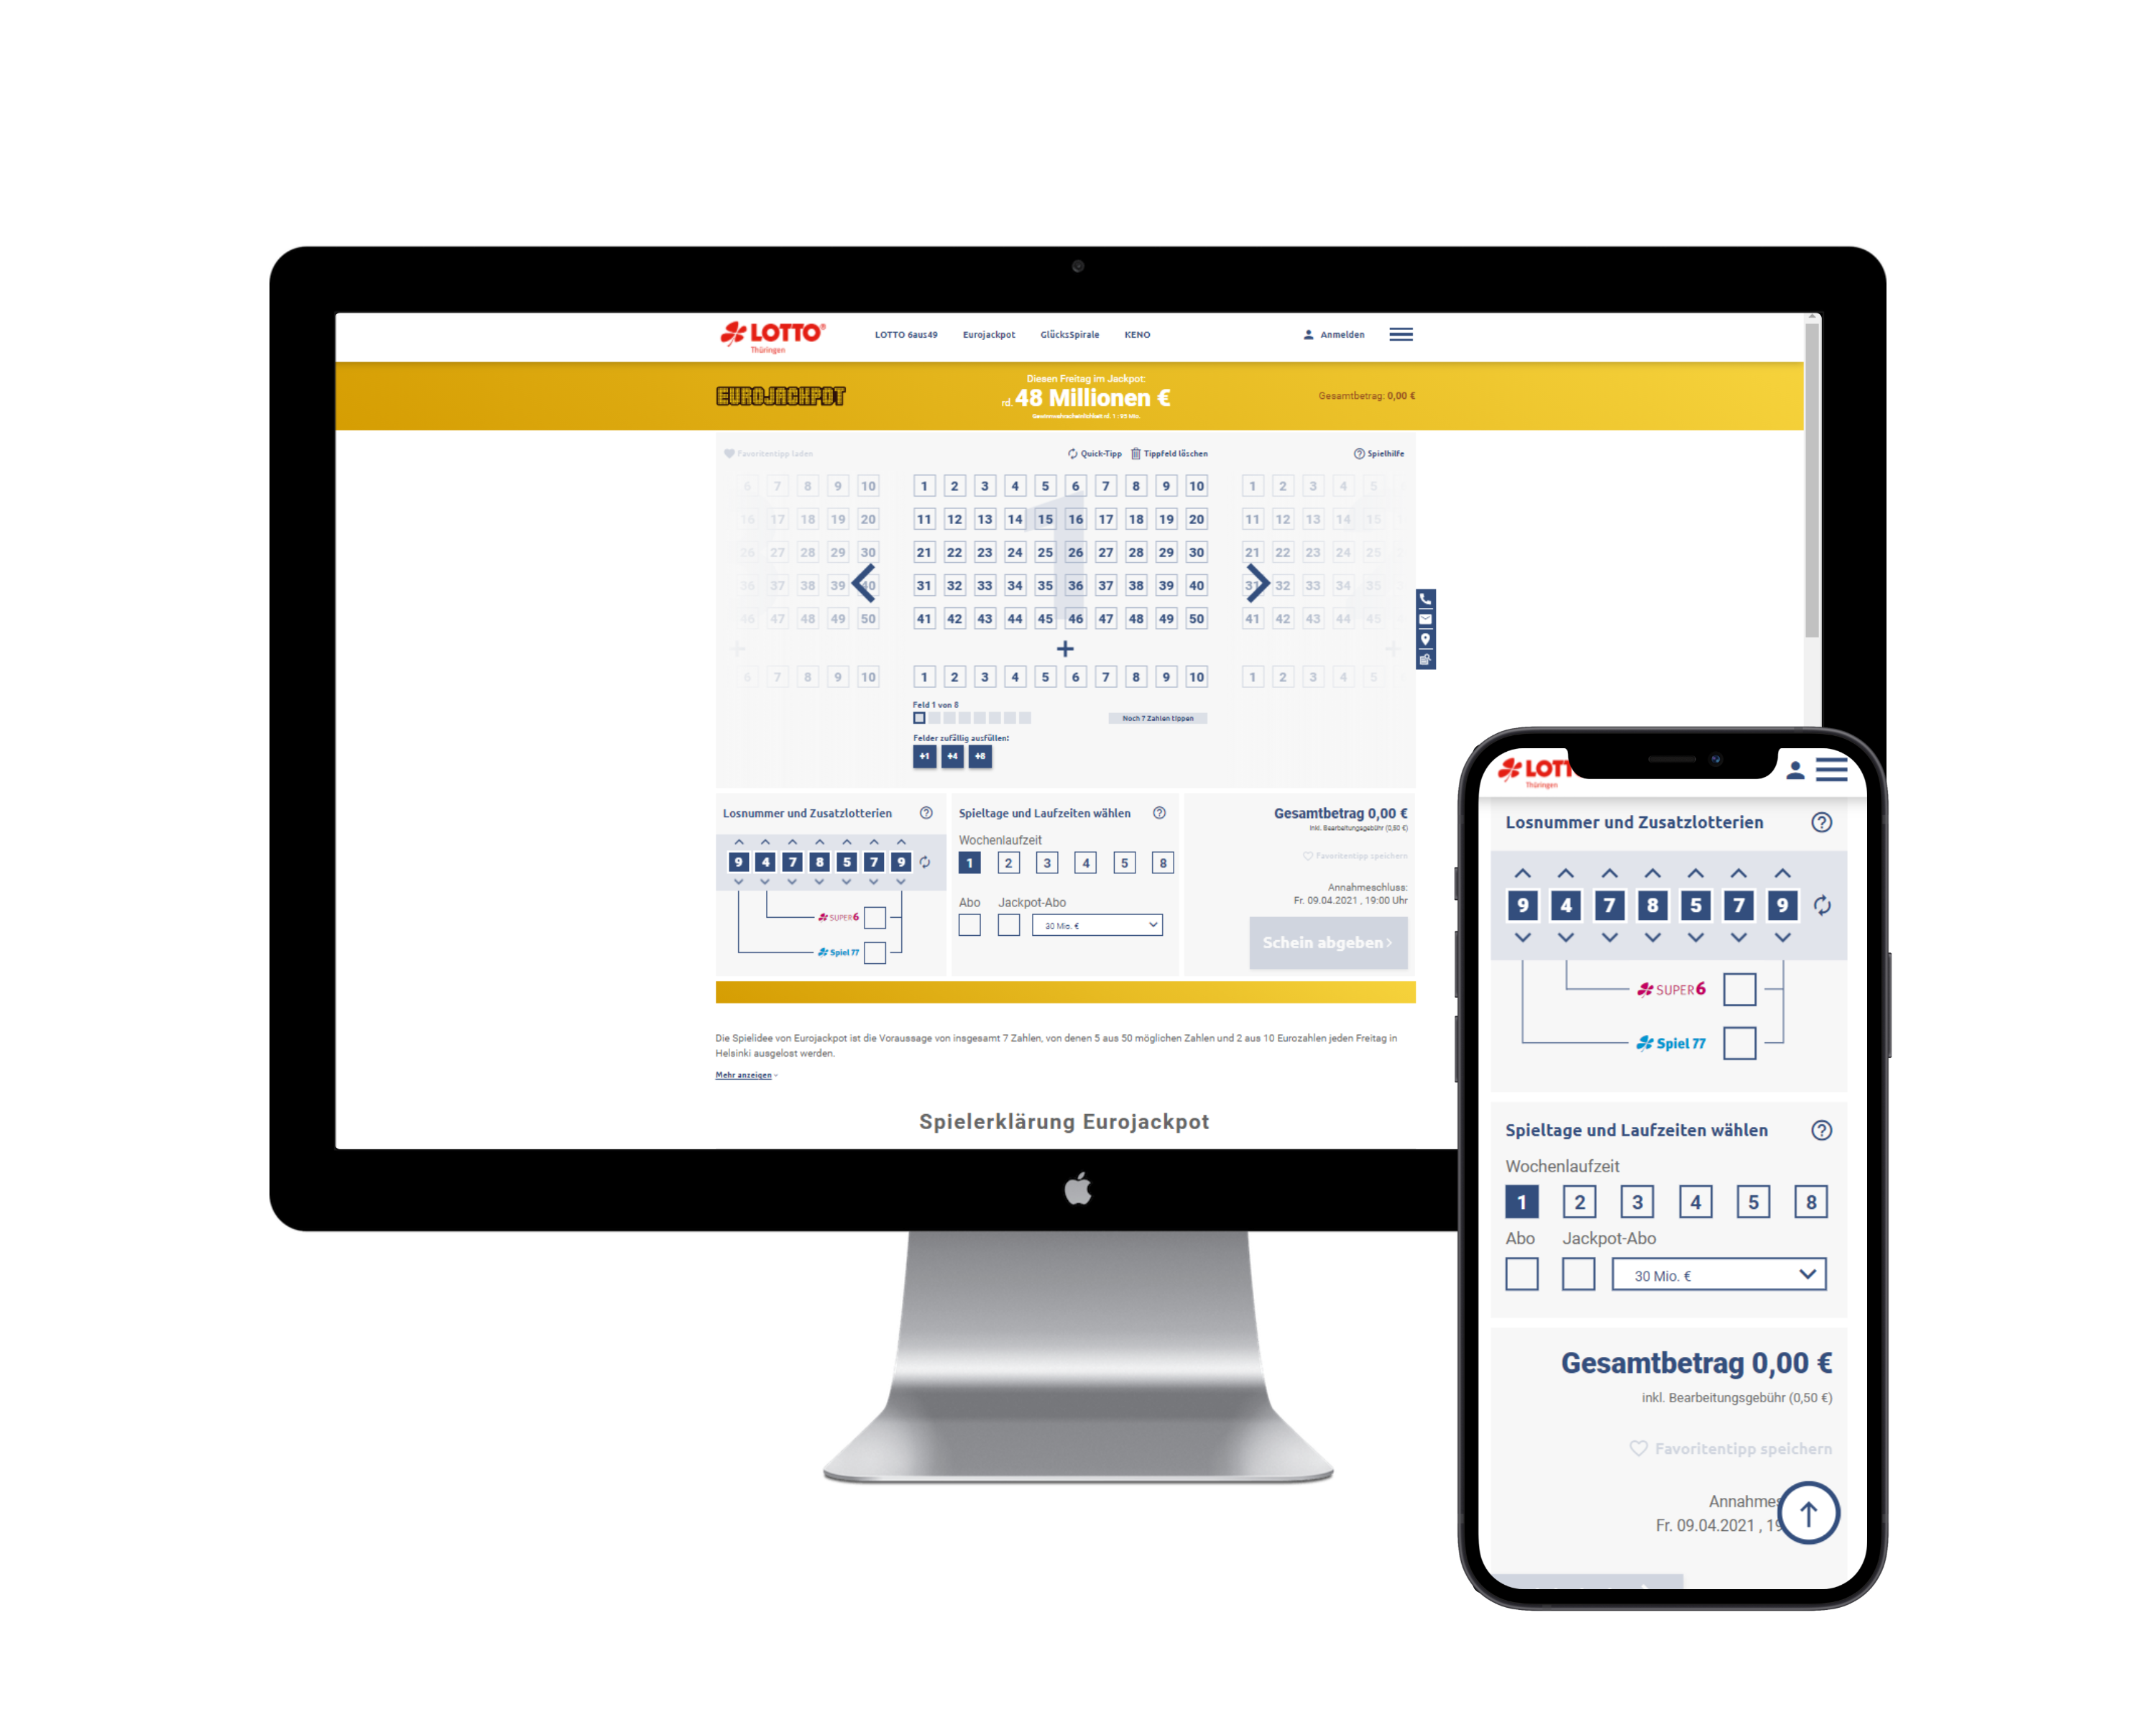 LOTTO®
Thüringen
LOTTO 6aus49 Eurojackpot GlücksSpirale KENO Anmelden
EUROJACKPOT
Diesen Freitag im Jackpot:
rd. 48 Millionen €
Gewinnwahrscheinlichkeit rd. 1 : 95 Mio.
Gesamtbetrag: 0,00 €
Favoritentipp laden Quick-Tipp Tippfeld löschen Spielhilfe
6 7 8 9 10 1 2 3 4 5 6 7 8 9 10 1 2 3 4 5
16 17 18 19 20 11 12 13 14 15 16 17 18 19 20 11 12 13 14 15
26 27 28 29 30 21 22 23 24 25 26 27 28 29 30 21 22 23 24 25
36 37 38 39 40 31 32 33 34 35 36 37 38 39 40 31 32 33 34 35
46 47 48 49 50 41 42 43 44 45 46 47 48 49 50 41 42 43 44 45
+ + +
6 7 8 9 10 1 2 3 4 5 6 7 8 9 10 1 2 3 4 5
1
Feld 1 von 8
Noch 7 Zahlen tippen
Felder zufällig ausfüllen:
+1 +4 +8
Losnummer und Zusatzlotterien ?
9 4 7 8 5 7 9
SUPER 6
Spiel 77
Spieltage und Laufzeiten wählen ?
Wochenlaufzeit
1 2 3 4 5 8
Abo Jackpot-Abo
30 Mio. €
Gesamtbetrag 0,00 €
inkl. Bearbeitungsgebühr (0,50 €)
Favoritentipp speichern
Annahmeschluss:
Fr. 09.04.2021 , 19:00 Uhr
Schein abgeben
Die Spielidee von Eurojackpot ist die Voraussage von insgesamt 7 Zahlen, von denen 5 aus 50 möglichen Zahlen und 2 aus 10 Eurozahlen jeden Freitag in
Helsinki ausgelost werden.
Mehr anzeigen
Spielerklärung Eurojackpot
LOTT
Thüringen
Losnummer und Zusatzlotterien ?
9 4 7 8 5 7 9
SUPER 6
Spiel 77
Spieltage und Laufzeiten wählen ?
Wochenlaufzeit
1 2 3 4 5 8
Abo Jackpot-Abo
30 Mio. €
Gesamtbetrag 0,00 €
inkl. Bearbeitungsgebühr (0,50 €)
Favoritentipp speichern
Annahmes
Fr. 09.04.2021 , 19